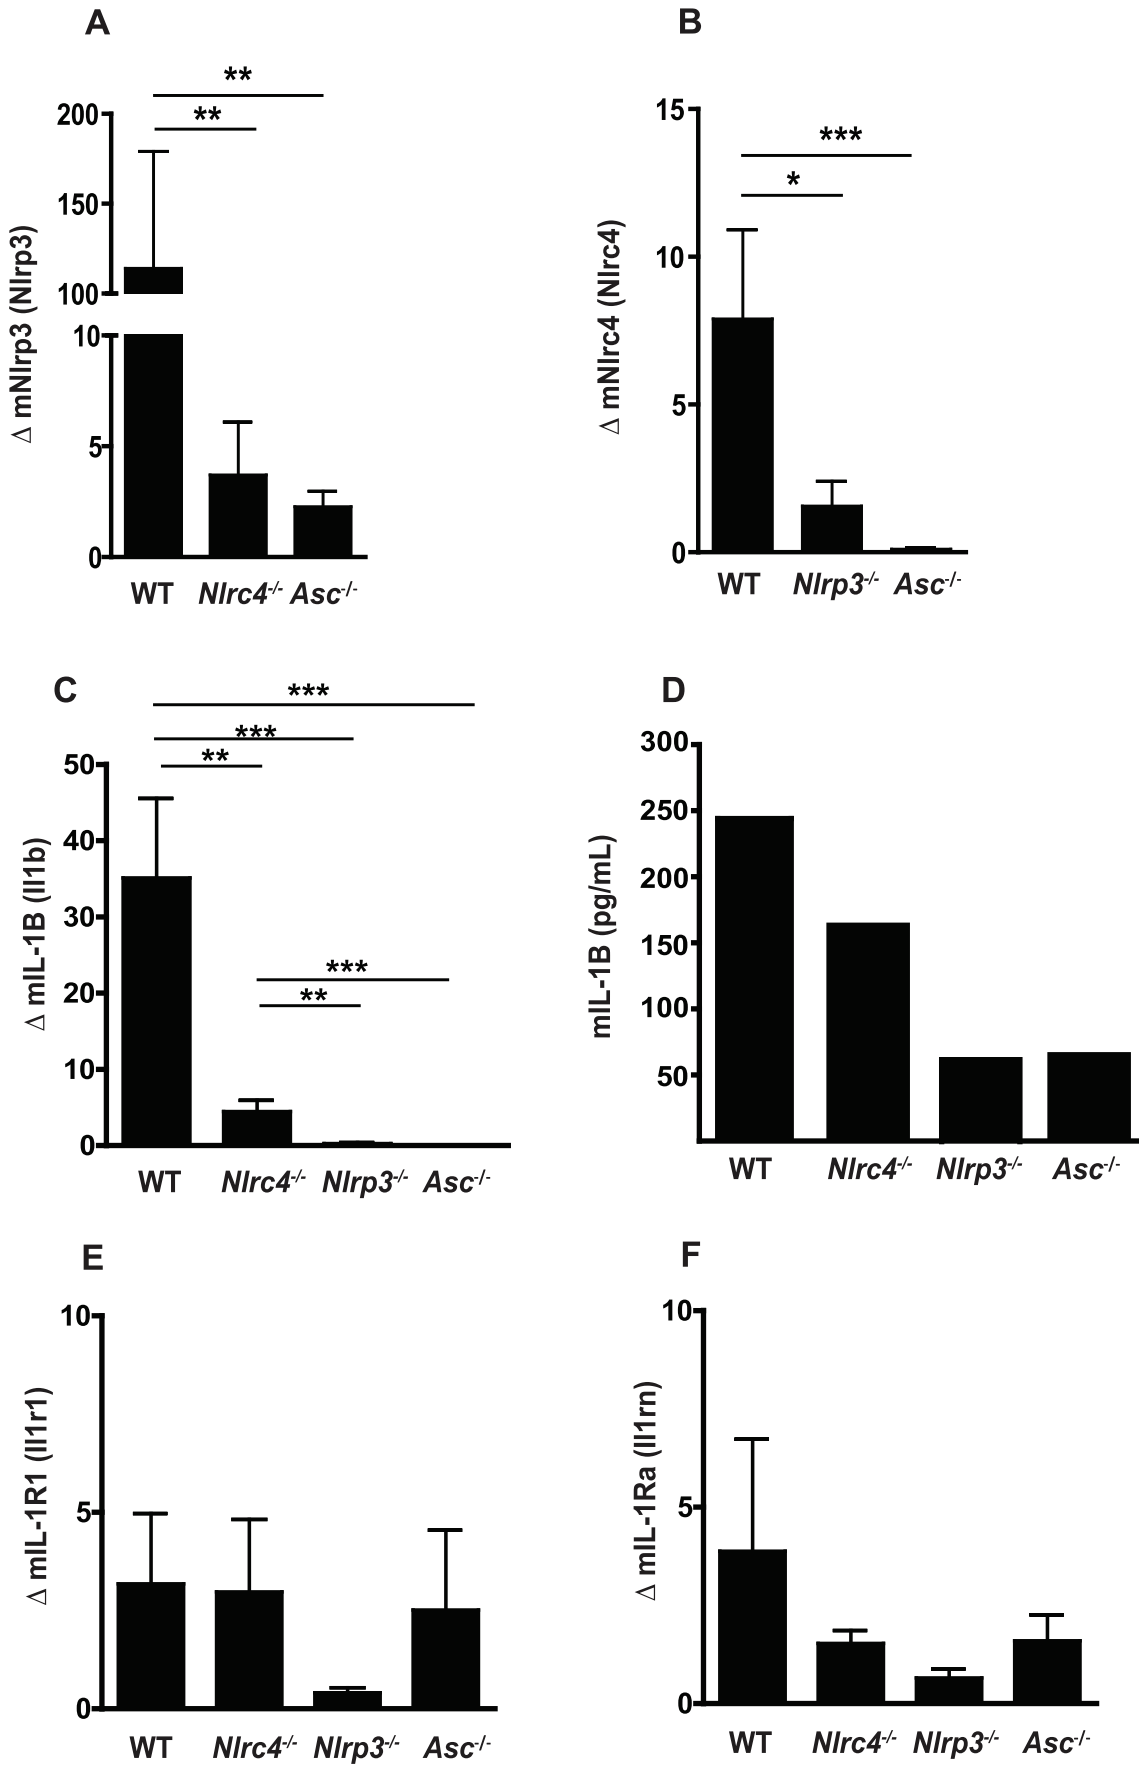 A
Δ mNlrp3 (Nlrp3)
200
150
100
10
5
0
**
**
WT Nlrc4-/- Asc-/-
B
Δ mNlrc4 (Nlrc4)
15
10
5
0
***
*
WT Nlrp3-/- Asc-/-
C
Δ mIL-1B (Il1b)
50
40
30
20
10
0
***
***
**
***
**
WT Nlrc4-/- Nlrp3-/- Asc-/-
D
mIL-1B (pg/mL)
300
250
200
150
100
50
WT Nlrc4-/- Nlrp3-/- Asc-/-
E
Δ mIL-1R1 (Il1r1)
10
5
0
WT Nlrc4-/- Nlrp3-/- Asc-/-
F
Δ mIL-1Ra (Il1rn)
10
5
0
WT Nlrc4-/- Nlrp3-/- Asc-/-